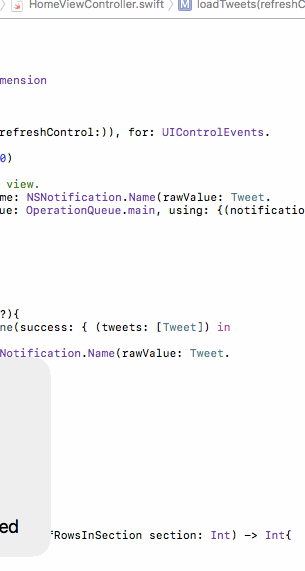 HomeViewController.swift M loadTweets(refreshC
mension
refreshControl:)), for: UIControlEvents.
0)
view.
me: NSNotification.Name(rawValue: Tweet.
ue: OperationQueue.main, using: {(notificatio
?){
ne(success: { (tweets: [Tweet]) in
Notification.Name(rawValue: Tweet.
ed
fRowsInSection section: Int) -> Int{